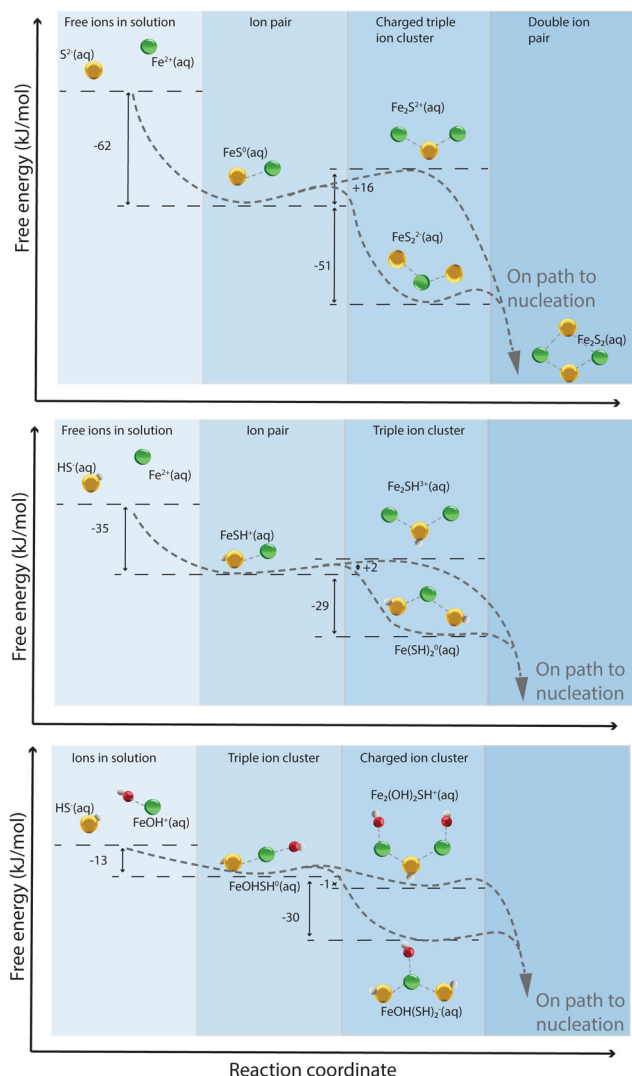 Free ions in solution
Ion pair
Charged triple
ion cluster
Double ion
pair
S²⁻(aq)
Fe²⁺(aq)
Fe₂S²⁺(aq)
-62
FeS⁰(aq)
+16
-51
FeS₂²⁻(aq)
On path to
nucleation
Fe₂S₂(aq)
Free energy (kJ/mol)
Free ions in solution
Ion pair
Triple ion cluster
HS⁻(aq)
Fe²⁺(aq)
Fe₂SH³⁺(aq)
-35
FeSH⁺(aq)
+2
-29
Fe(SH)₂⁰(aq)
On path to
nucleation
Free energy (kJ/mol)
Ions in solution
Triple ion cluster
Charged ion cluster
HS⁻(aq)
FeOH⁺(aq)
Fe₂(OH)₂SH⁺(aq)
-13
FeOHSH⁰(aq)
-1
-30
On path to
nucleation
FeOH(SH)₂⁻(aq)
Free energy (kJ/mol)
Reaction coordinate